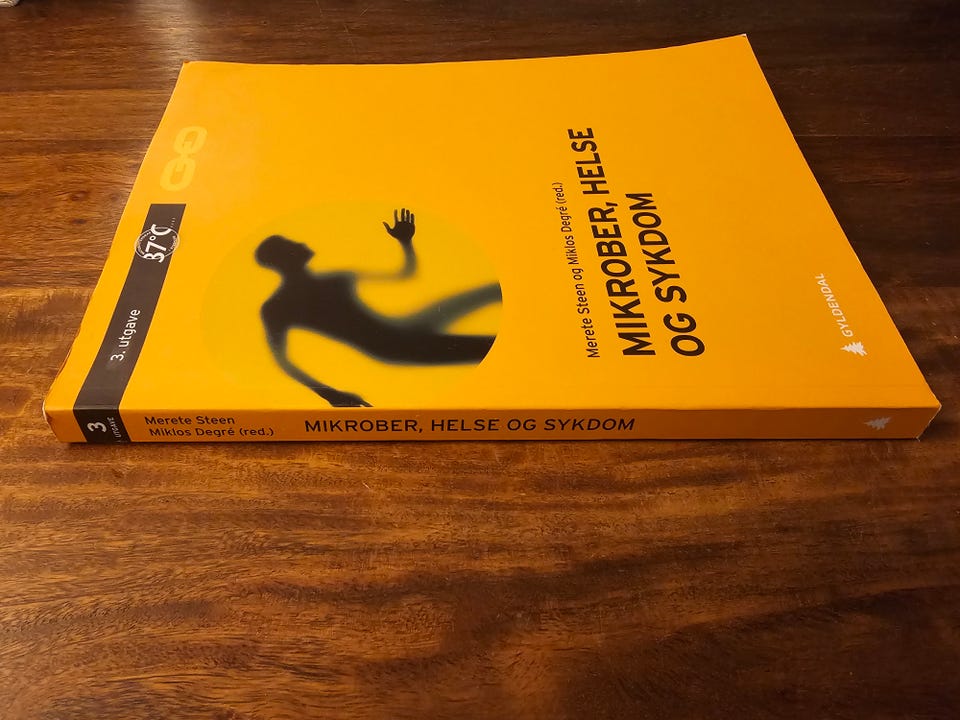 3. utgave
37°C
Merete Steen og Miklos Degré (red.)
MIKROBER, HELSE
OG SYKDOM
GYLDENDAL
3
UTGAVE
Merete Steen
Miklos Degré (red.)
MIKROBER, HELSE OG SYKDOM